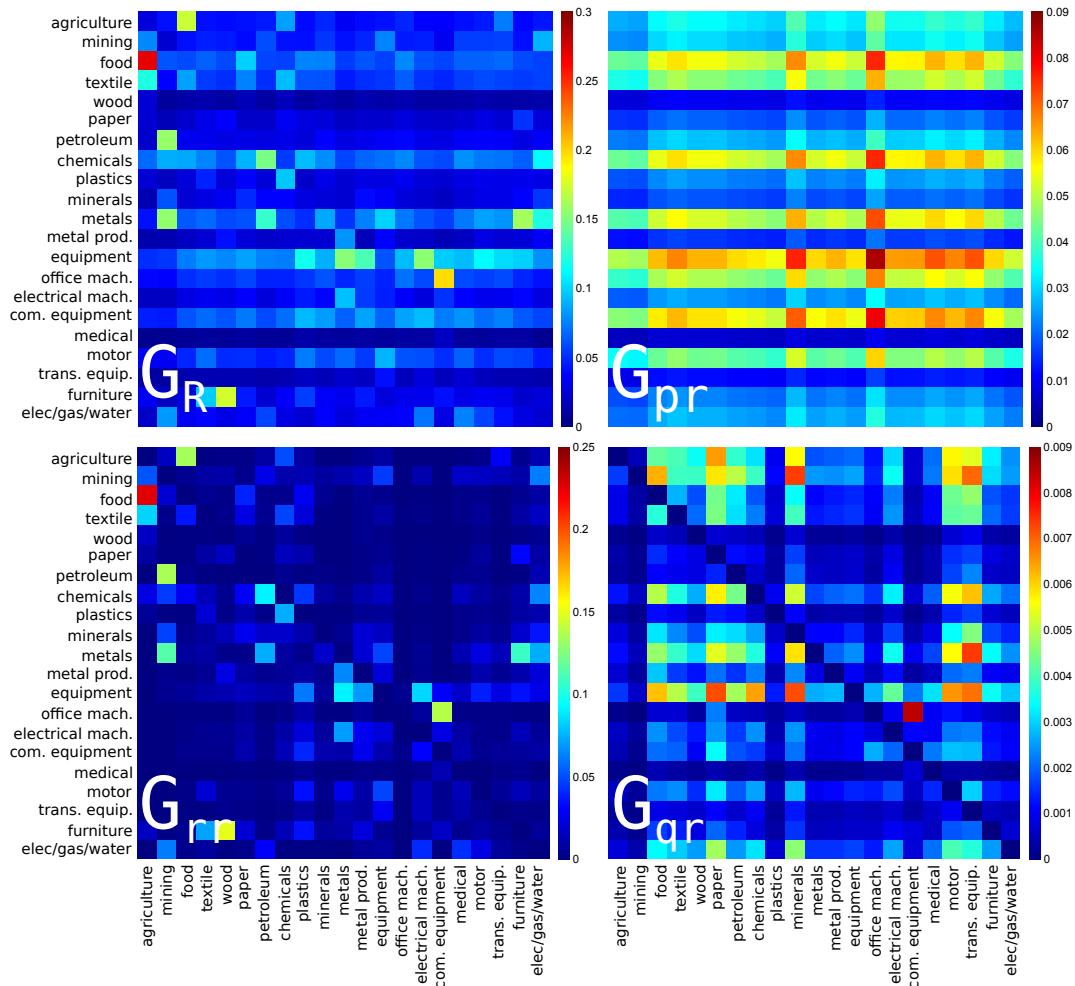 agriculture
mining
food
textile
wood
paper
petroleum
chemicals
plastics
minerals
metals
metal prod.
equipment
office mach.
electrical mach.
com. equipment
medical
motor
trans. equip.
furniture
elec/gas/water
G_R
0.3
0.25
0.2
0.15
0.1
0.05
0
G_pr
0.09
0.08
0.07
0.06
0.05
0.04
0.03
0.02
0.01
0
agriculture
mining
food
textile
wood
paper
petroleum
chemicals
plastics
minerals
metals
metal prod.
equipment
office mach.
electrical mach.
com. equipment
medical
motor
trans. equip.
furniture
elec/gas/water
G_rr
0.25
0.2
0.15
0.1
0.05
0
G_qr
0.009
0.008
0.007
0.006
0.005
0.004
0.003
0.002
0.001
0
agriculture
mining
food
textile
wood
paper
petroleum
chemicals
plastics
minerals
metals
metal prod.
equipment
office mach.
electrical mach.
com. equipment
medical
motor
trans. equip.
furniture
elec/gas/water
agriculture
mining
food
textile
wood
paper
petroleum
chemicals
plastics
minerals
metals
metal prod.
equipment
office mach.
electrical mach.
com. equipment
medical
motor
trans. equip.
furniture
elec/gas/water